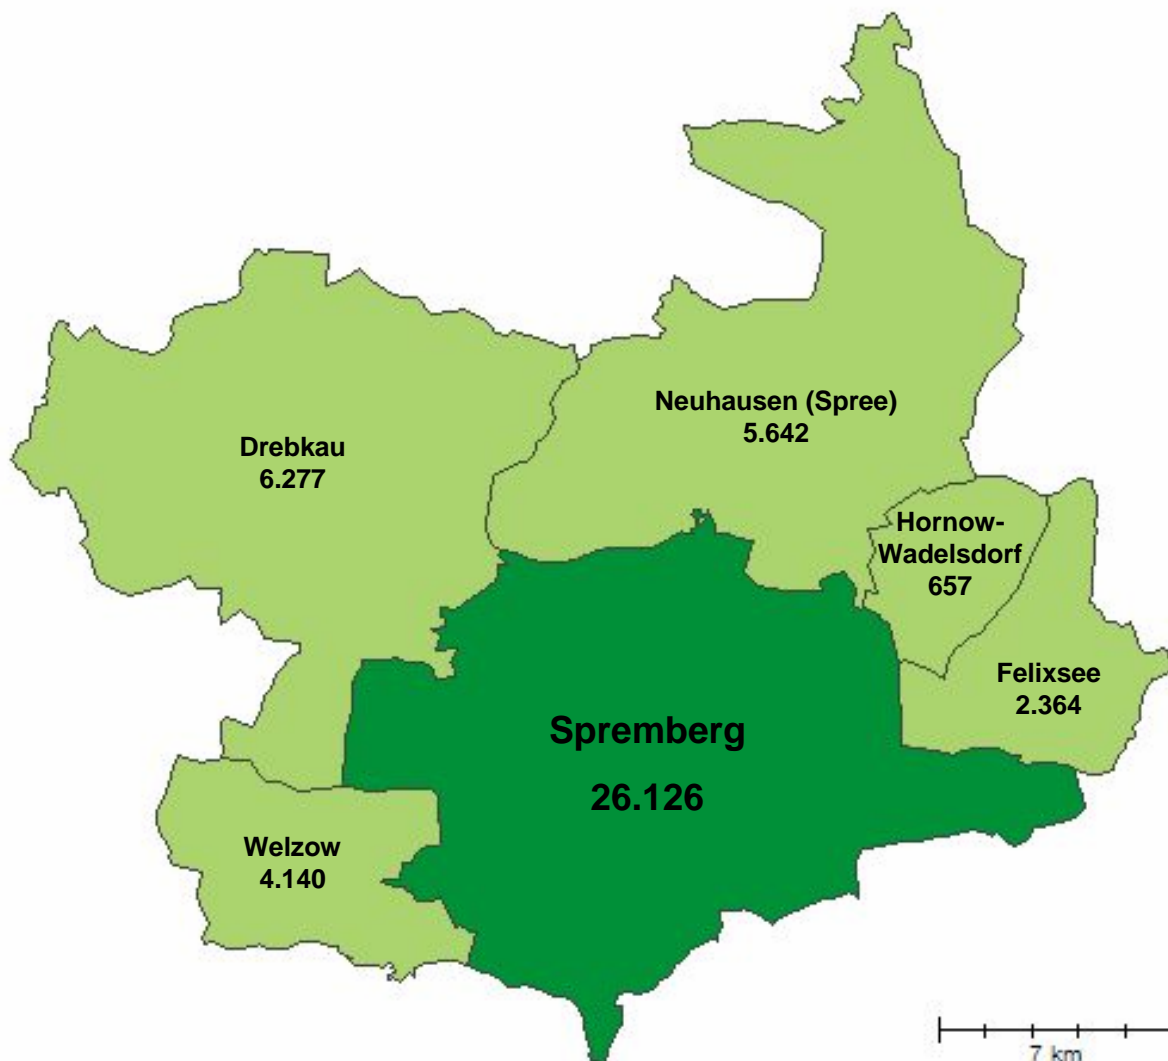 Neuhausen (Spree)
5.642
Drebkau
6.277
Hornow-
Wadelsdorf
657
Felixsee
2.364
Spremberg
26.126
Welzow
4.140
7 km